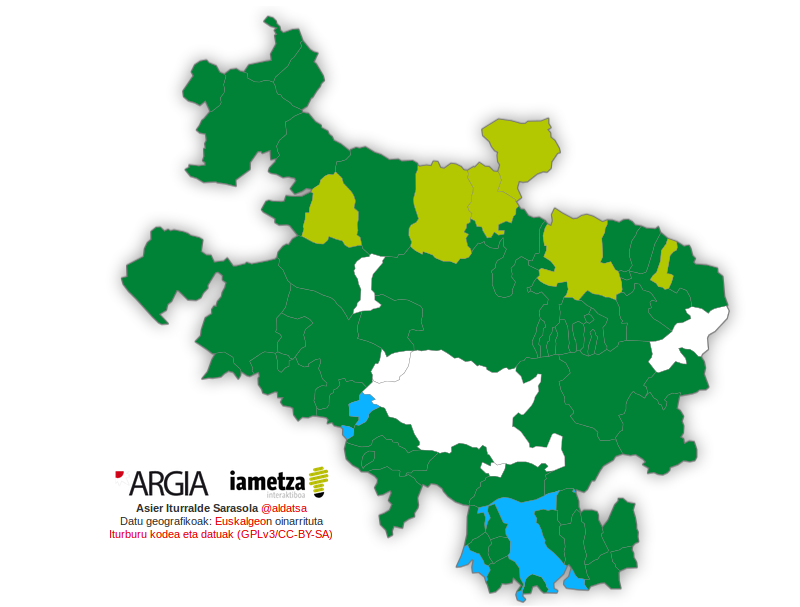 ARGIA iametza
interaktiboa
Asier Iturralde Sarasola @aldatsa
Datu geografikoak: Euskalgeon oinarrituta
Iturburu kodea eta datuak (GPLv3/CC-BY-SA)